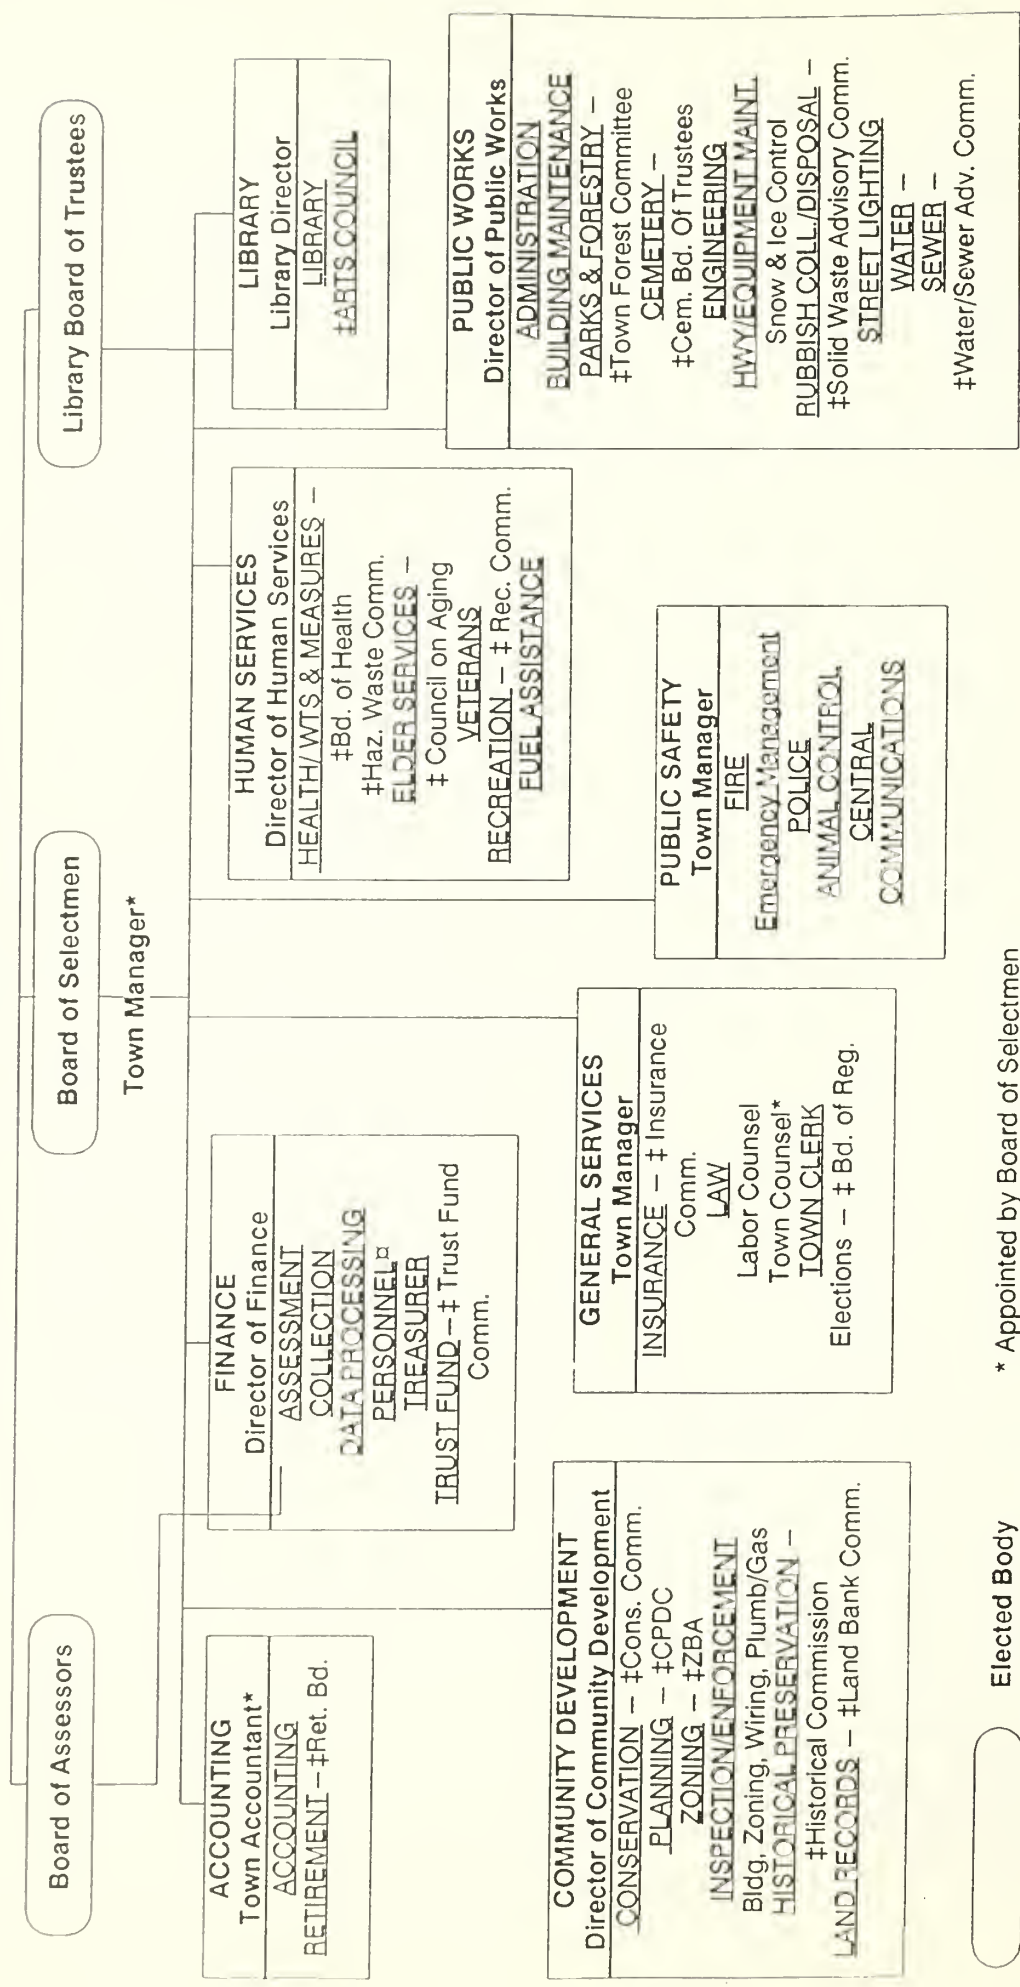 Board of Assessors
Board of Selectmen
Library Board of Trustees
Town Manager*
ACCOUNTING
Town Accountant*
ACCOUNTING
RETIREMENT – ‡Ret. Bd.
FINANCE
Director of Finance
ASSESSMENT
COLLECTION
DATA PROCESSING
PERSONNEL¤
TREASURER
TRUST FUND – ‡ Trust Fund
Comm.
HUMAN SERVICES
Director of Human Services
HEALTH/WTS & MEASURES –
‡Bd. of Health
‡Haz. Waste Comm.
ELDER SERVICES –
‡ Council on Aging
VETERANS
RECREATION – ‡ Rec. Comm.
FUEL ASSISTANCE
LIBRARY
Library Director
LIBRARY
‡ARTS COUNCIL
COMMUNITY DEVELOPMENT
Director of Community Development
CONSERVATION – ‡Cons. Comm.
PLANNING – ‡CPDC
ZONING – ‡ZBA
INSPECTION/ENFORCEMENT
Bldg, Zoning, Wiring, Plumb/Gas
HISTORICAL PRESERVATION –
‡Historical Commission
LAND RECORDS – ‡Land Bank Comm.
GENERAL SERVICES
Town Manager
INSURANCE – ‡ Insurance
Comm.
LAW
Labor Counsel
Town Counsel*
TOWN CLERK
Elections – ‡ Bd. of Reg.
PUBLIC SAFETY
Town Manager
FIRE
Emergency Management
POLICE
ANIMAL CONTROL
CENTRAL
COMMUNICATIONS
PUBLIC WORKS
Director of Public Works
ADMINISTRATION
BUILDING MAINTENANCE
PARKS & FORESTRY –
‡Town Forest Committee
CEMETERY –
‡Cem. Bd. Of Trustees
ENGINEERING
HWY/EQUIPMENT MAINT.
Snow & Ice Control
RUBBISH COLL./DISPOSAL –
‡Solid Waste Advisory Comm.
STREET LIGHTING
WATER –
SEWER –
‡Water/Sewer Adv. Comm.
Elected Body
* Appointed by Board of Selectmen